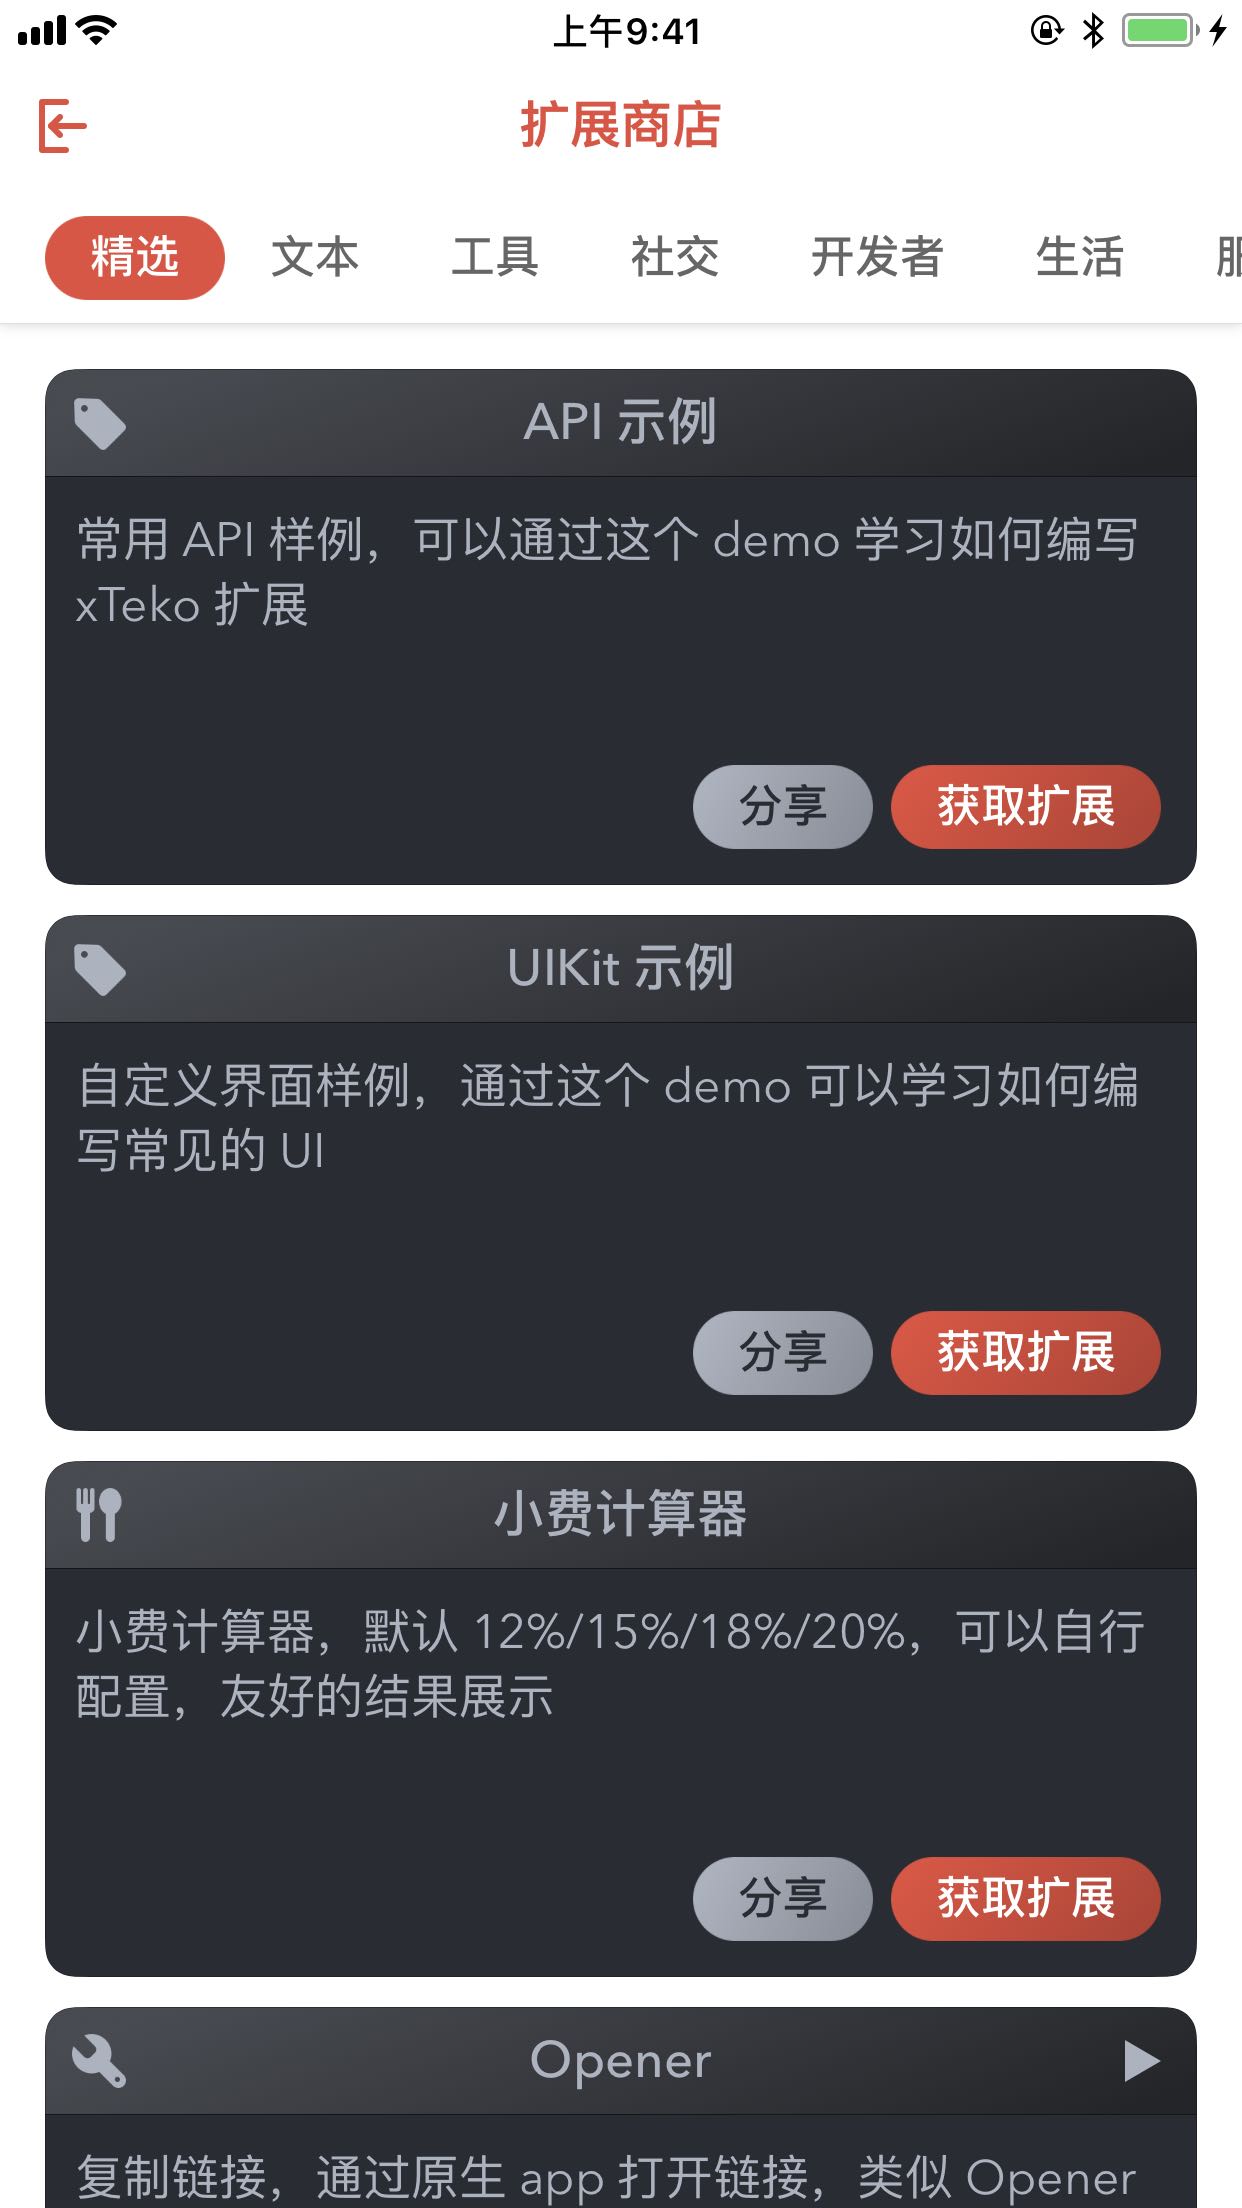 上午9:41
扩展商店
精选 文本 工具 社交 开发者 生活
API 示例
常用 API 样例，可以通过这个 demo 学习如何编写
xTeko 扩展
分享 获取扩展
UIKit 示例
自定义界面样例，通过这个 demo 可以学习如何编
写常见的 UI
分享 获取扩展
小费计算器
小费计算器，默认 12%/15%/18%/20%，可以自行
配置，友好的结果展示
分享 获取扩展
Opener
复制链接，通过原生 app 打开链接，类似 Opener